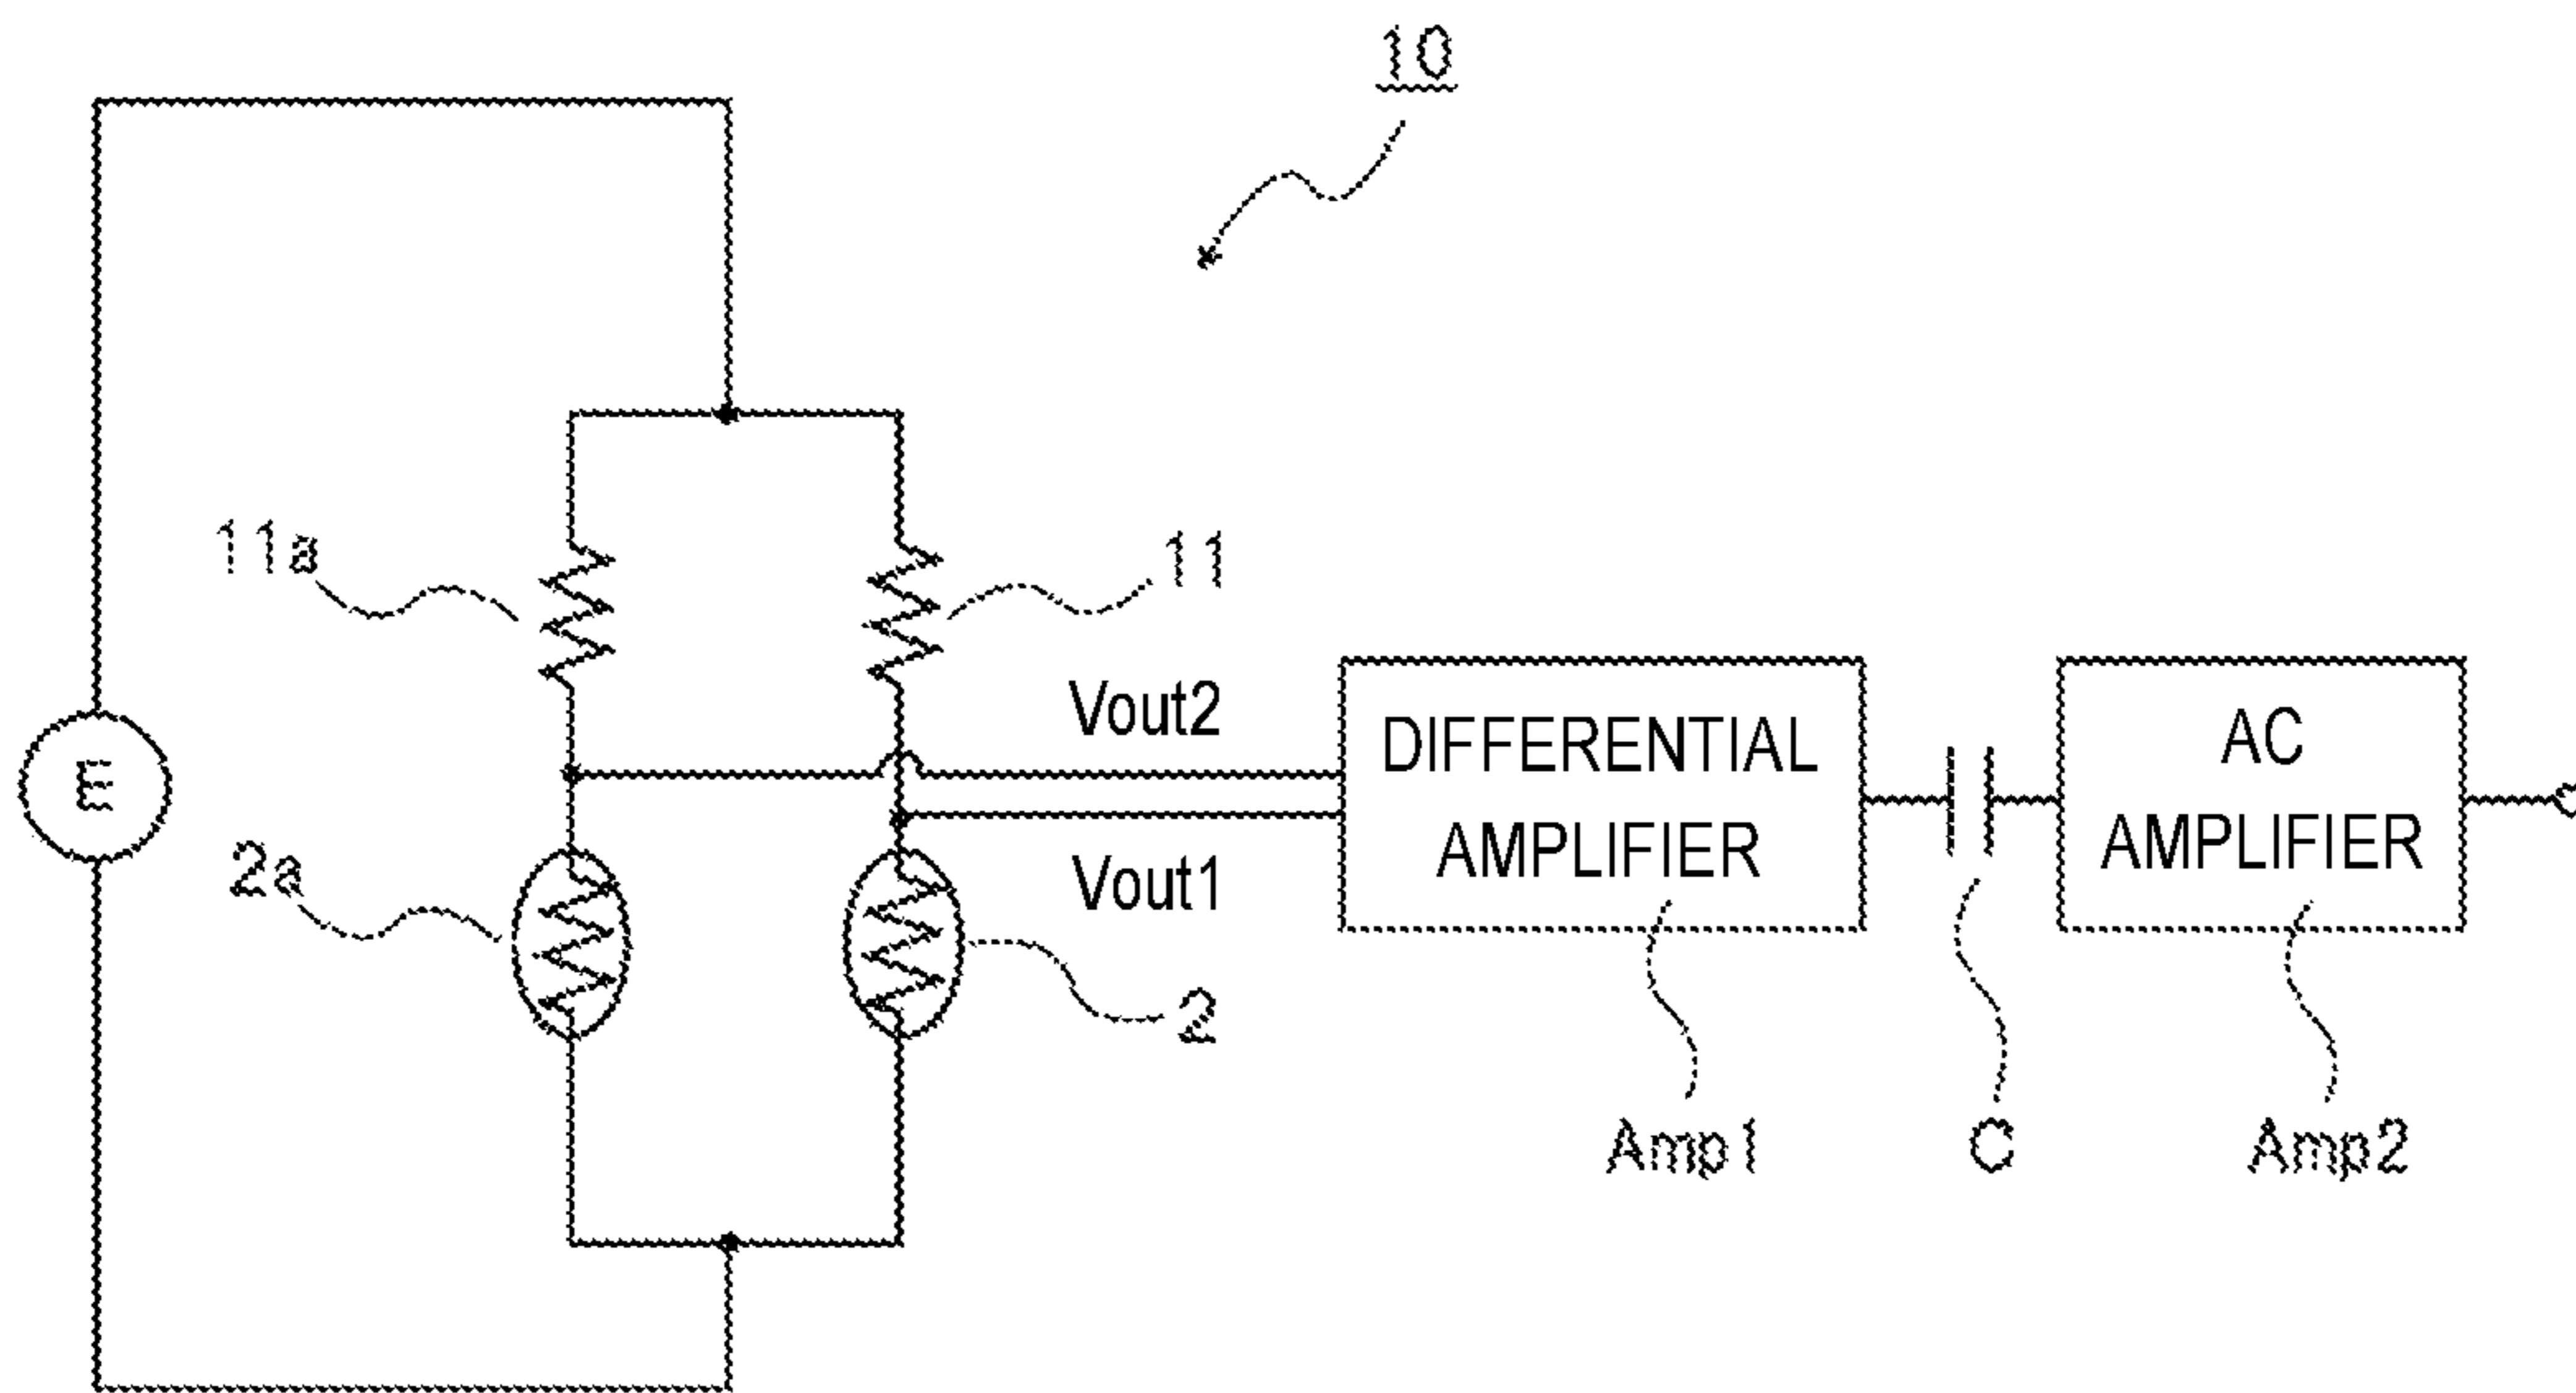 10
11a
11
Vout2
E
DIFFERENTIAL
AMPLIFIER
AC
AMPLIFIER
2a
Vout1
2
Amp1
C
Amp2